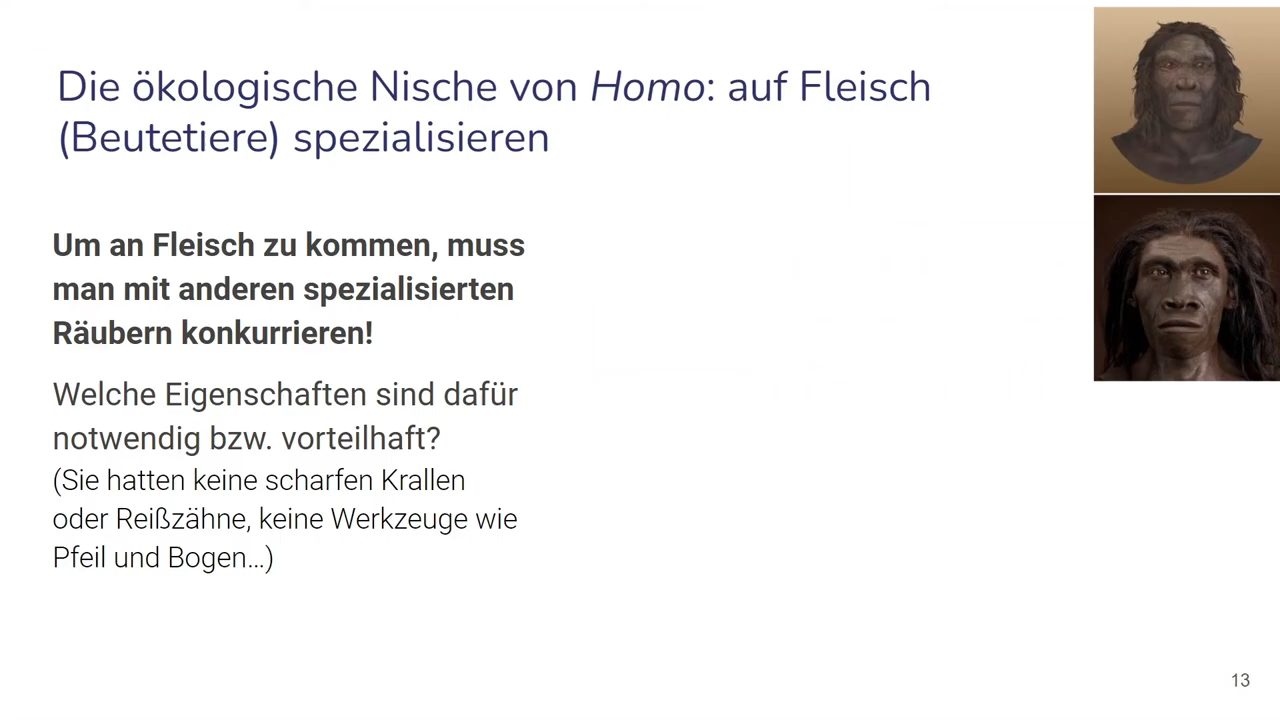 Die ökologische Nische von Homo: auf Fleisch
(Beutetiere) spezialisieren
Um an Fleisch zu kommen, muss
man mit anderen spezialisierten
Räubern konkurrieren!
Welche Eigenschaften sind dafür
notwendig bzw. vorteilhaft?
(Sie hatten keine scharfen Krallen
oder Reißzähne, keine Werkzeuge wie
Pfeil und Bogen…)
13